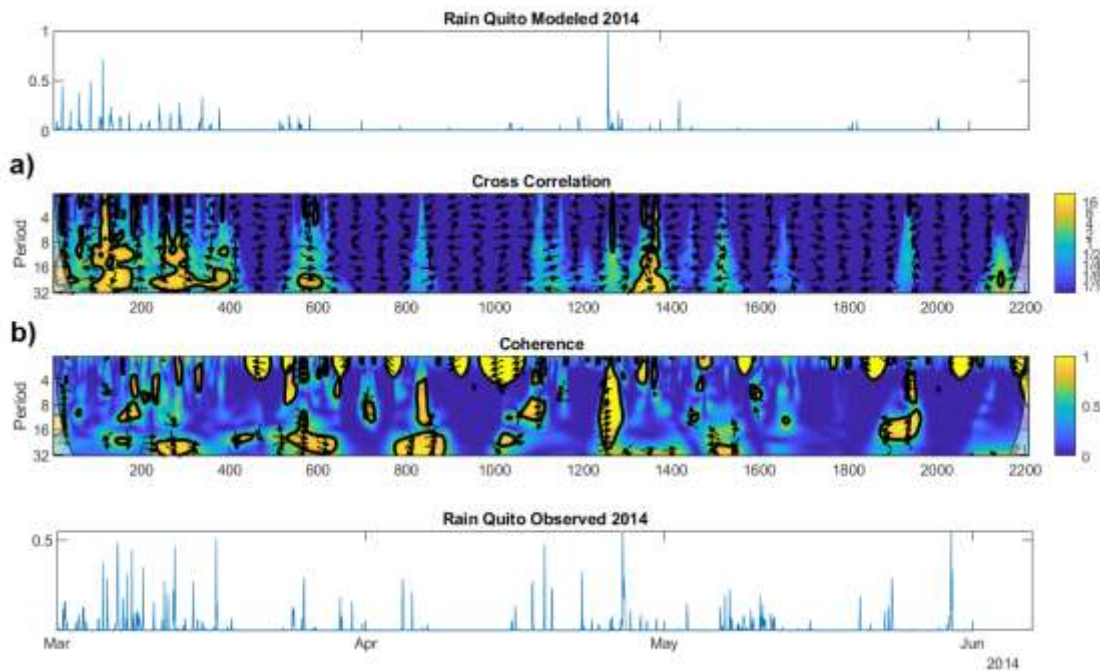 Rain Quito Modeled 2014
1
0.5
0
a)
Cross Correlation
Period
4
8
16
32
200 400 600 800 1000 1200 1400 1600 1800 2000 2200
b)
Coherence
Period
4
8
16
32
1
0.5
0
200 400 600 800 1000 1200 1400 1600 1800 2000 2200
Rain Quito Observed 2014
0.5
Mar Apr May Jun
2014